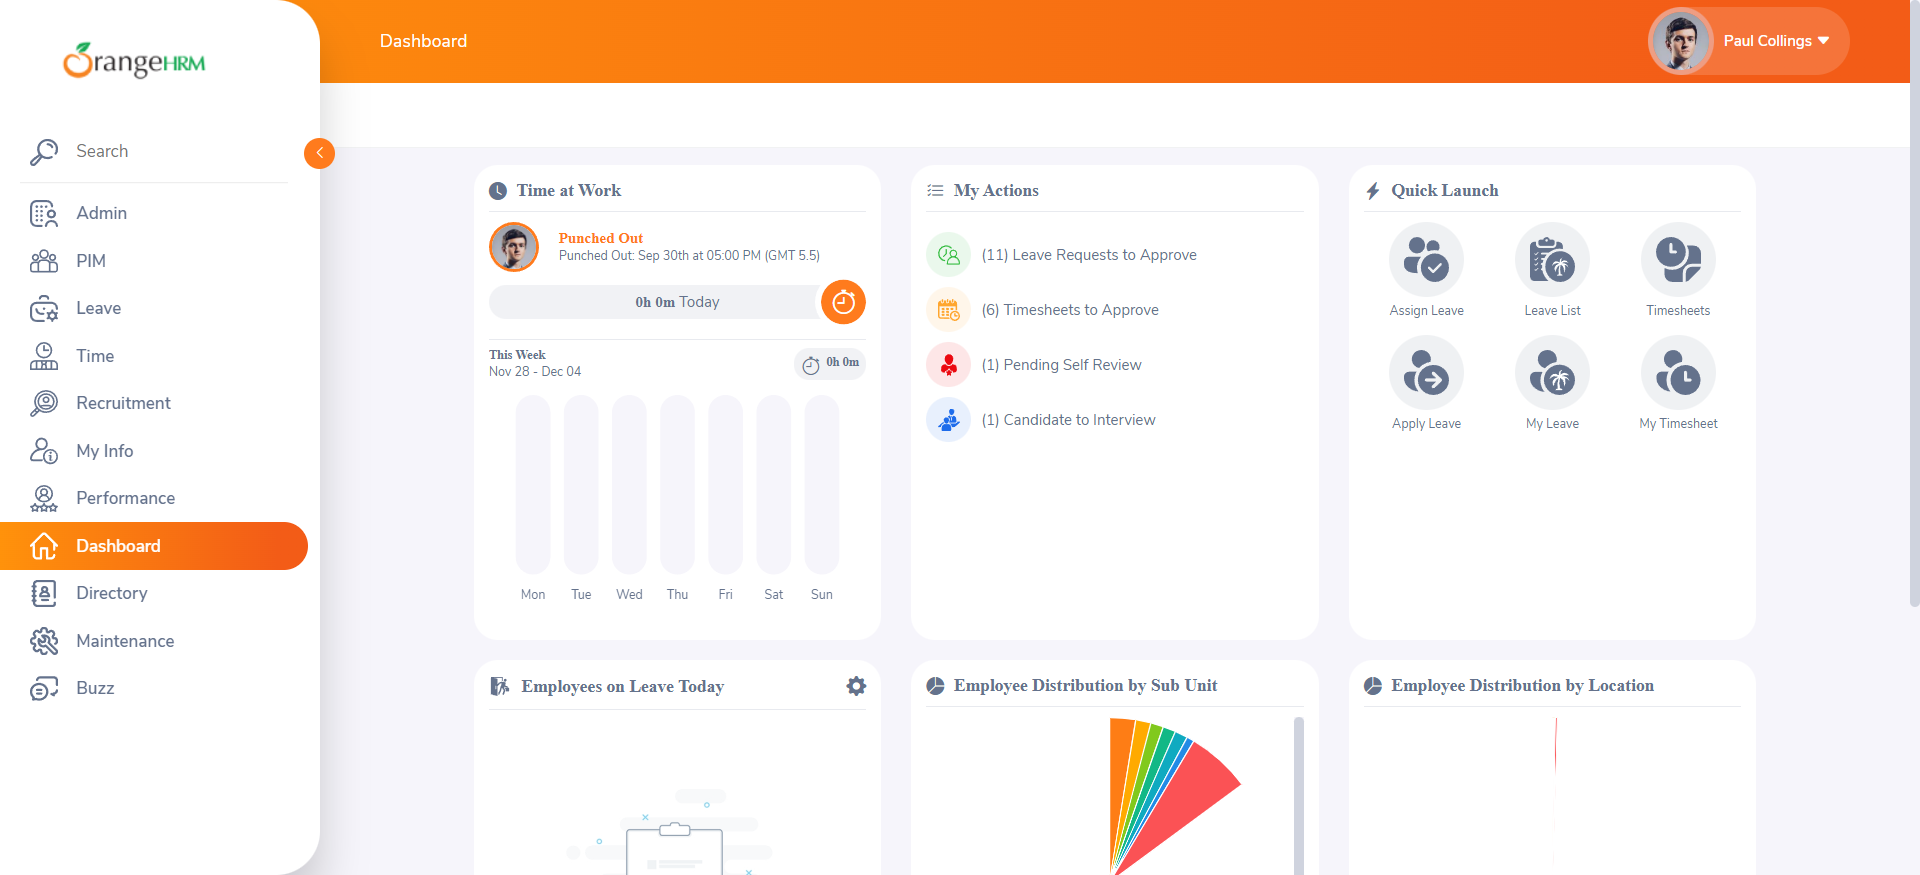 OrangeHRM
Dashboard
Paul Collings
Search
Admin
PIM
Leave
Time
Recruitment
My Info
Performance
Dashboard
Directory
Maintenance
Buzz
Time at Work
Punched Out
Punched Out: Sep 30th at 05:00 PM (GMT 5.5)
0h 0m Today
This Week
Nov 28 - Dec 04
0h 0m
Mon Tue Wed Thu Fri Sat Sun
My Actions
(11) Leave Requests to Approve
(6) Timesheets to Approve
(1) Pending Self Review
(1) Candidate to Interview
Quick Launch
Assign Leave
Leave List
Timesheets
Apply Leave
My Leave
My Timesheet
Employees on Leave Today
Employee Distribution by Sub Unit
Employee Distribution by Location